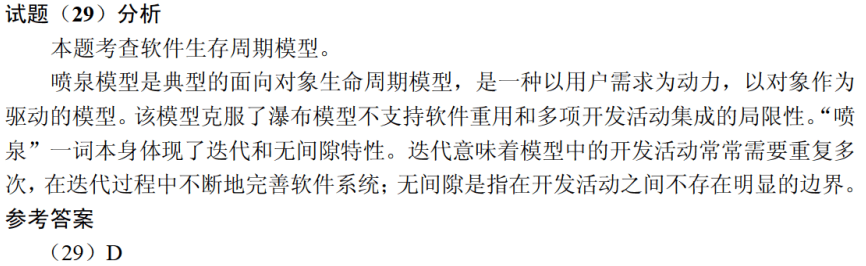 试题（29）分析
本题考查软件生存周期模型。
喷泉模型是典型的面向对象生命周期模型，是一种以用户需求为动力，以对象作为
驱动的模型。该模型克服了瀑布模型不支持软件重用和多项开发活动集成的局限性。“喷
泉”一词本身体现了迭代和无间隙特性。迭代意味着模型中的开发活动常常需要重复多
次，在迭代过程中不断地完善软件系统；无间隙是指在开发活动之间不存在明显的边界。
参考答案
（29）D